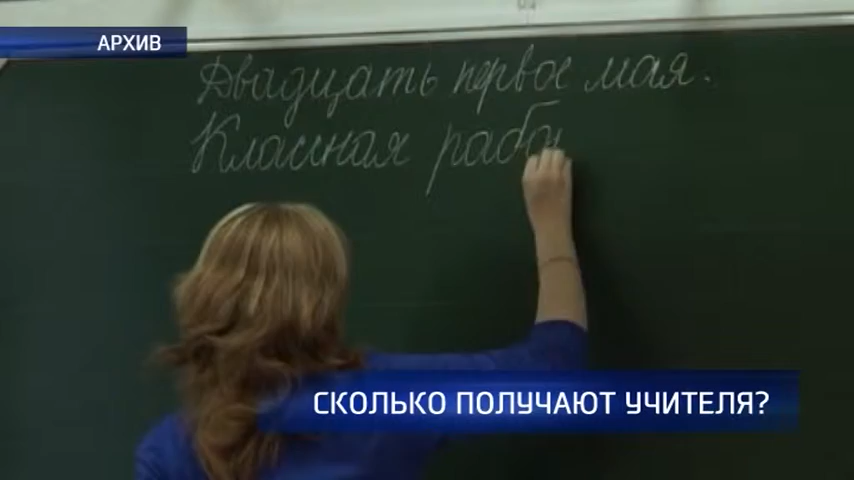 АРХИВ
Двадцать первое мая.
Классная рабо
СКОЛЬКО ПОЛУЧАЮТ УЧИТЕЛЯ?